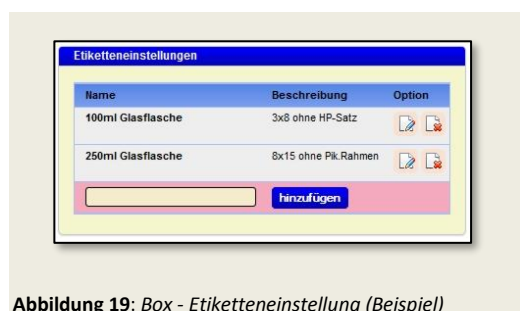 Etiketteneinstellungen
Name Beschreibung Option
100ml Glasflasche 3x8 ohne HP-Satz
250ml Glasflasche 8x15 ohne Pik.Rahmen
hinzufügen
Abbildung 19: Box - Etiketteneinstellung (Beispiel)